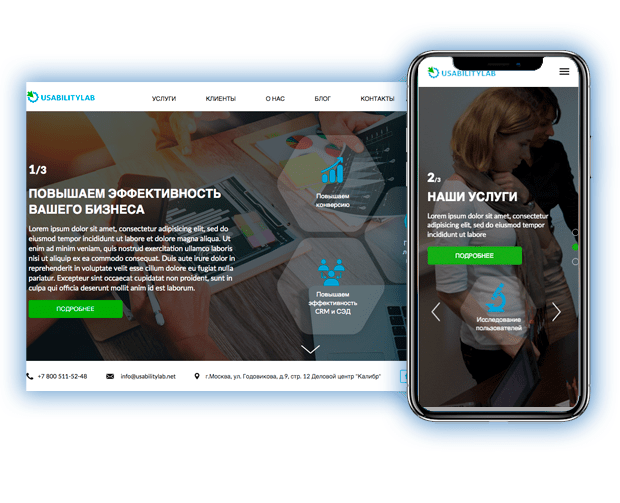 USABILITYLAB
УСЛУГИ КЛИЕНТЫ О НАС БЛОГ КОНТАКТЫ
1/3
ПОВЫШАЕМ ЭФФЕКТИВНОСТЬ
ВАШЕГО БИЗНЕСА
Lorem ipsum dolor sit amet, consectetur adipisicing elit, sed do
eiusmod tempor incididunt ut labore et dolore magna aliqua. Ut
enim ad minim veniam, quis nostrud exercitation ullamco laboris
nisi ut aliquip ex ea commodo consequat. Duis aute irure dolor in
reprehenderit in voluptate velit esse cillum dolore eu fugiat nulla
pariatur. Excepteur sint occaecat cupidatat non proident, sunt in
culpa qui officia deserunt mollit anim id est laborum.
ПОДРОБНЕЕ
Повышаем
конверсию
Повышаем
эффективность
CRM и СЭД
+7 800 511-52-48 info@usabilitylab.net г.Москва, ул. Годовикова, д.9, стр. 12 Деловой центр "Калибр"
USABILITYLAB
2/3
НАШИ УСЛУГИ
Lorem ipsum dolor sit amet, consectetur
adipisicing elit, sed do eiusmod tempor
incididunt ut labore
ПОДРОБНЕЕ
Исследование
пользователей